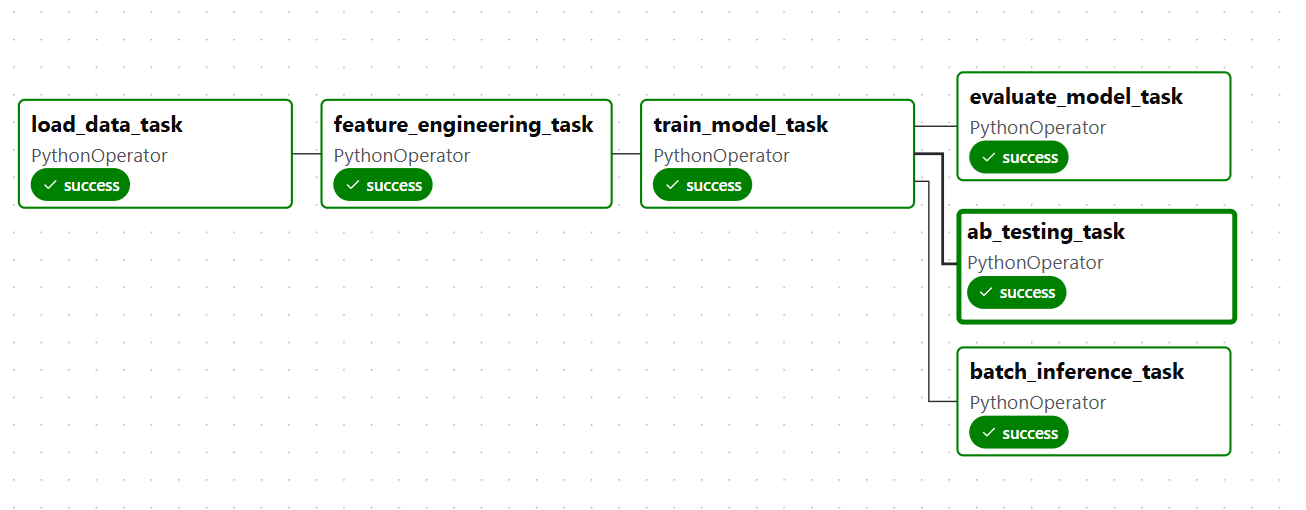 load_data_task
PythonOperator
success
feature_engineering_task
PythonOperator
success
train_model_task
PythonOperator
success
evaluate_model_task
PythonOperator
success
ab_testing_task
PythonOperator
success
batch_inference_task
PythonOperator
success